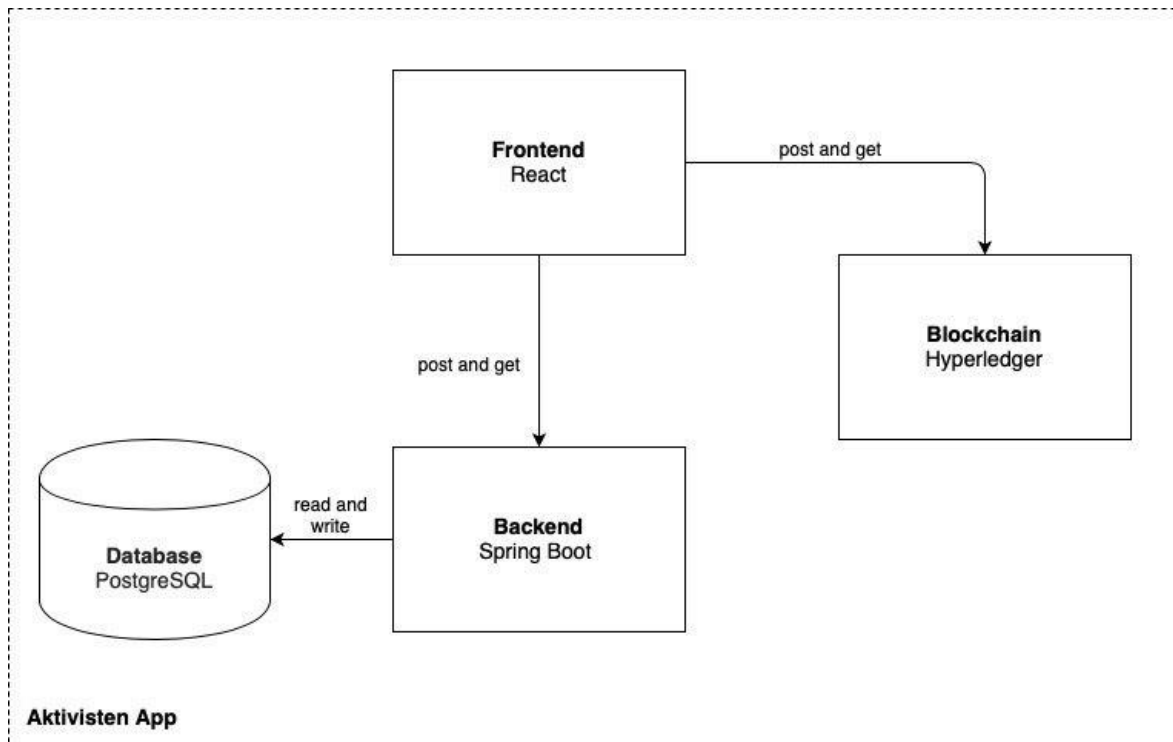 Frontend
React
post and get
Blockchain
Hyperledger
post and get
read and
write
Backend
Spring Boot
Database
PostgreSQL
Aktivisten App